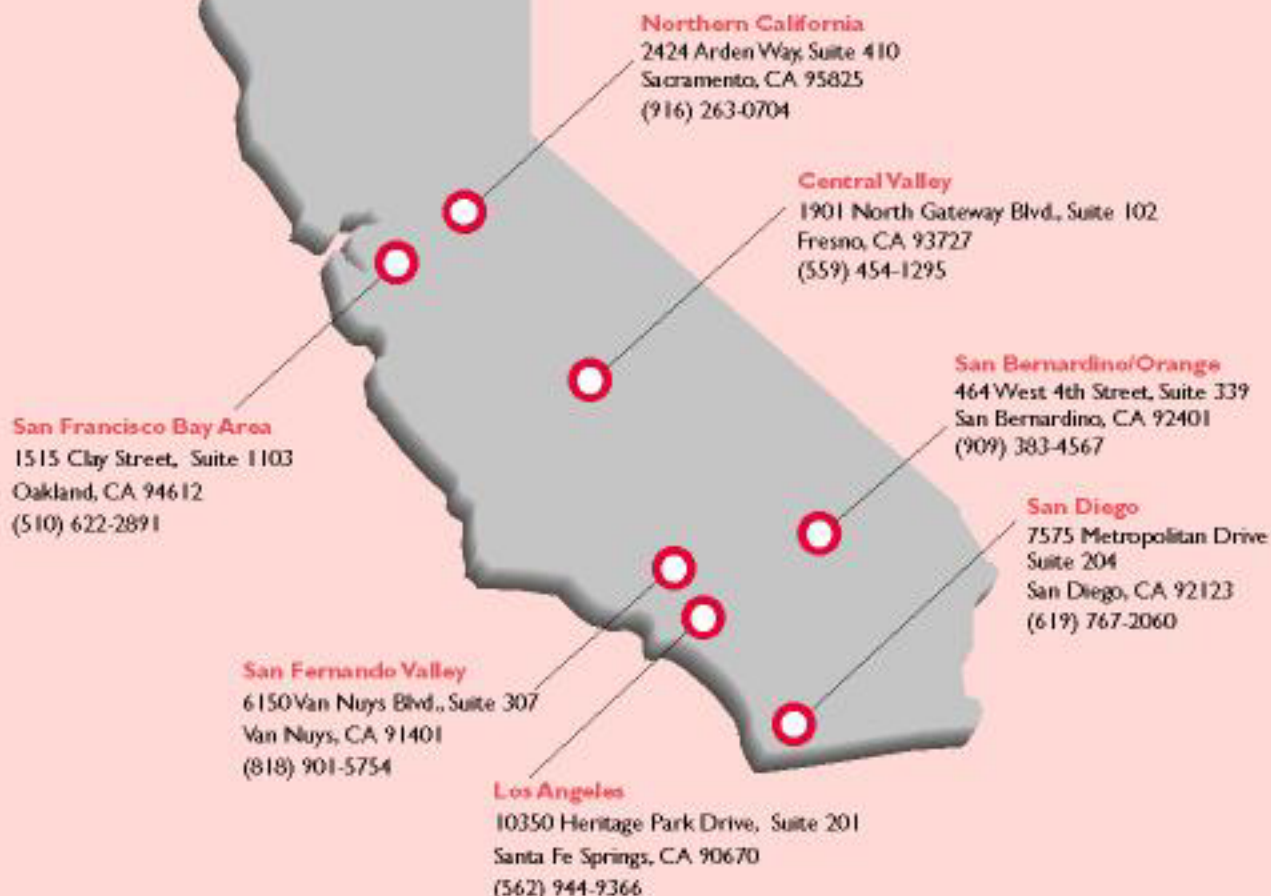 Northern California
2424 Arden Way, Suite 410
Sacramento, CA 95825
(916) 263-0704
Central Valley
1901 North Gateway Blvd., Suite 102
Fresno, CA 93727
(559) 454-1295
San Bernardino/Orange
464 West 4th Street, Suite 339
San Bernardino, CA 92401
(909) 383-4567
San Francisco Bay Area
1515 Clay Street, Suite 1103
Oakland, CA 94612
(510) 622-2891
San Diego
7575 Metropolitan Drive
Suite 204
San Diego, CA 92123
(619) 767-2060
San Fernando Valley
6150 Van Nuys Blvd., Suite 307
Van Nuys, CA 91401
(818) 901-5754
Los Angeles
10350 Heritage Park Drive, Suite 201
Santa Fe Springs, CA 90670
(562) 944-9366